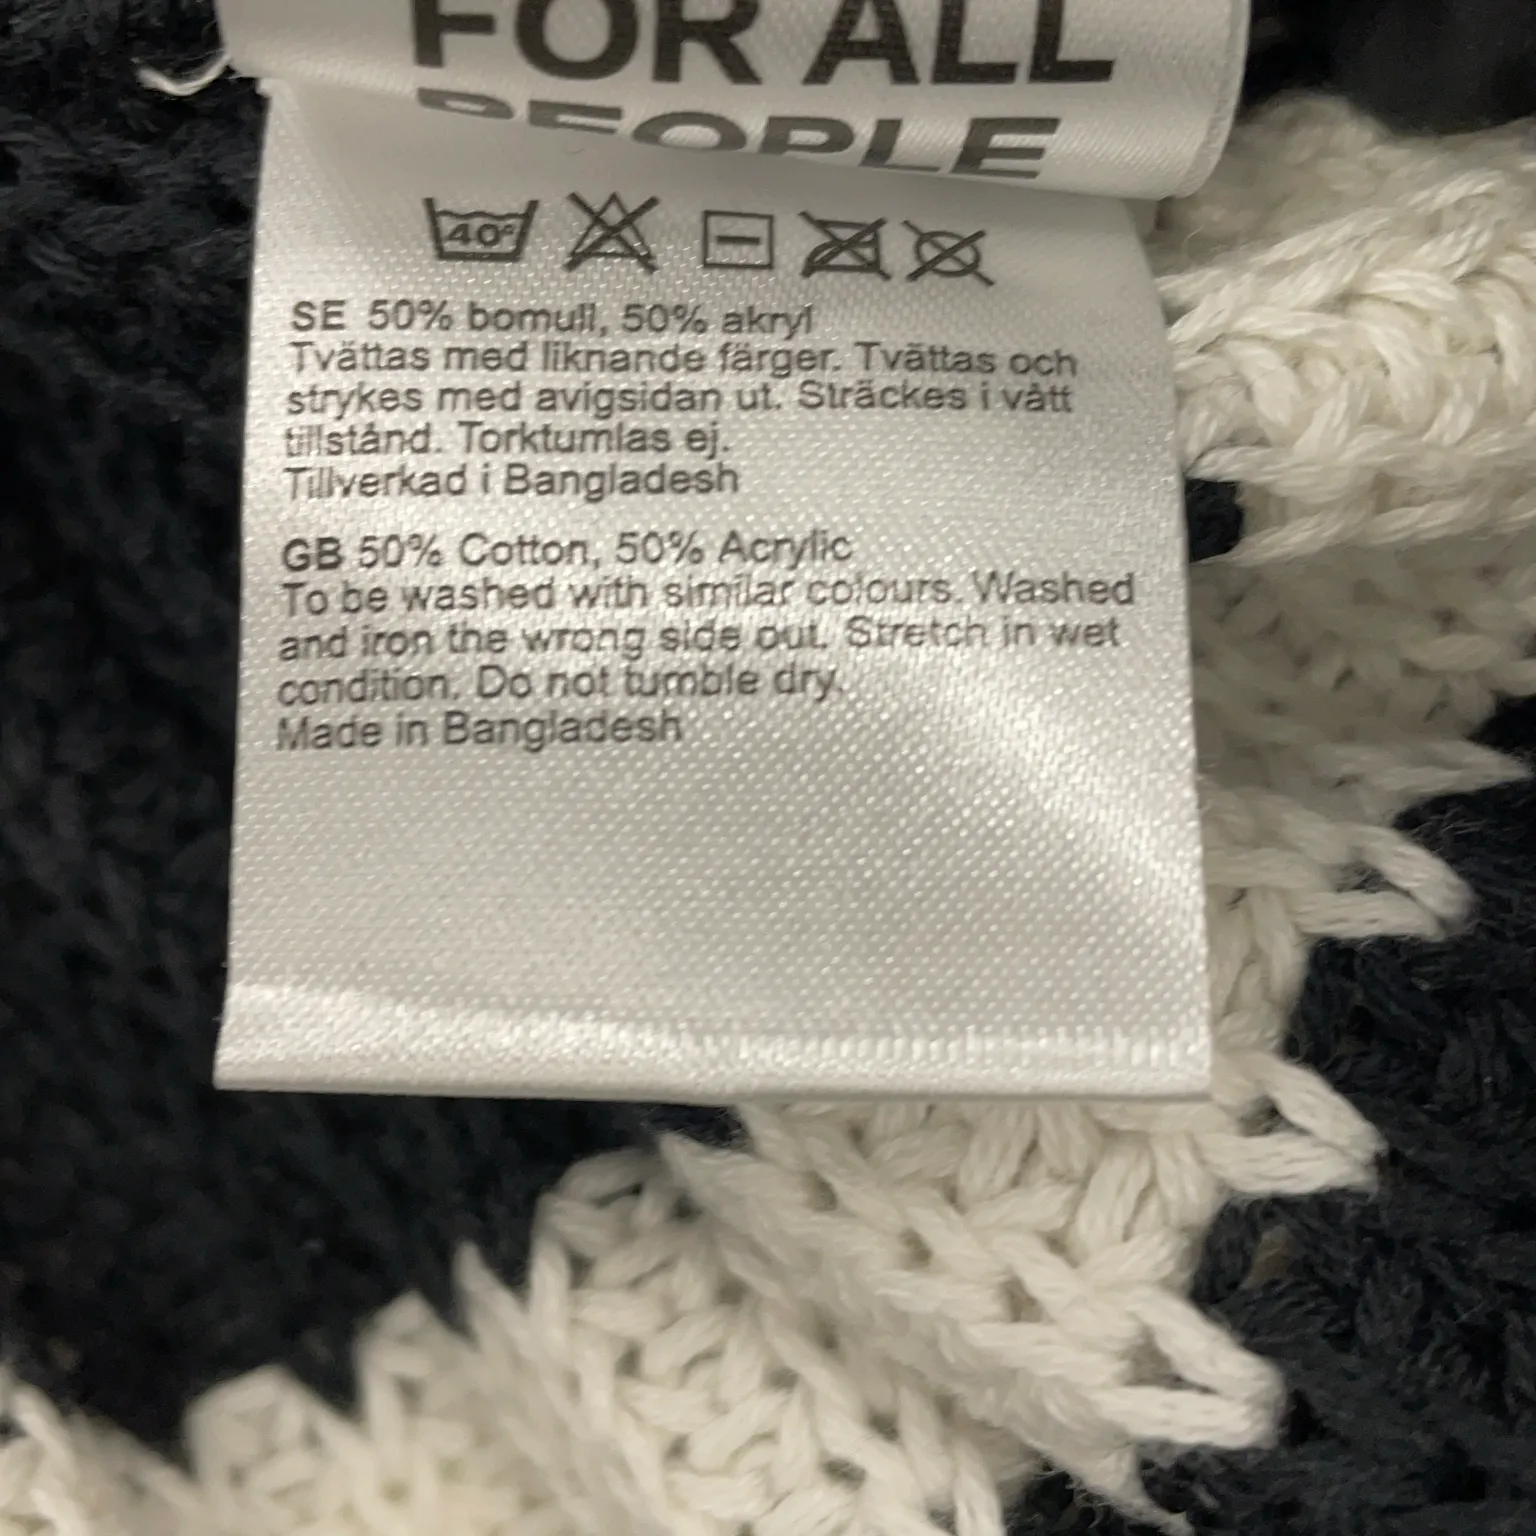 FOR ALL
PEOPLE
40°
SE 50% bomull, 50% akryl
Tvättas med liknande färger. Tvättas och
strykes med avigsidan ut. Sträckes i vått
tillstånd. Torktumlas ej.
Tillverkad i Bangladesh
GB 50% Cotton, 50% Acrylic
To be washed with similar colours. Washed
and iron the wrong side out. Stretch in wet
condition. Do not tumble dry.
Made in Bangladesh